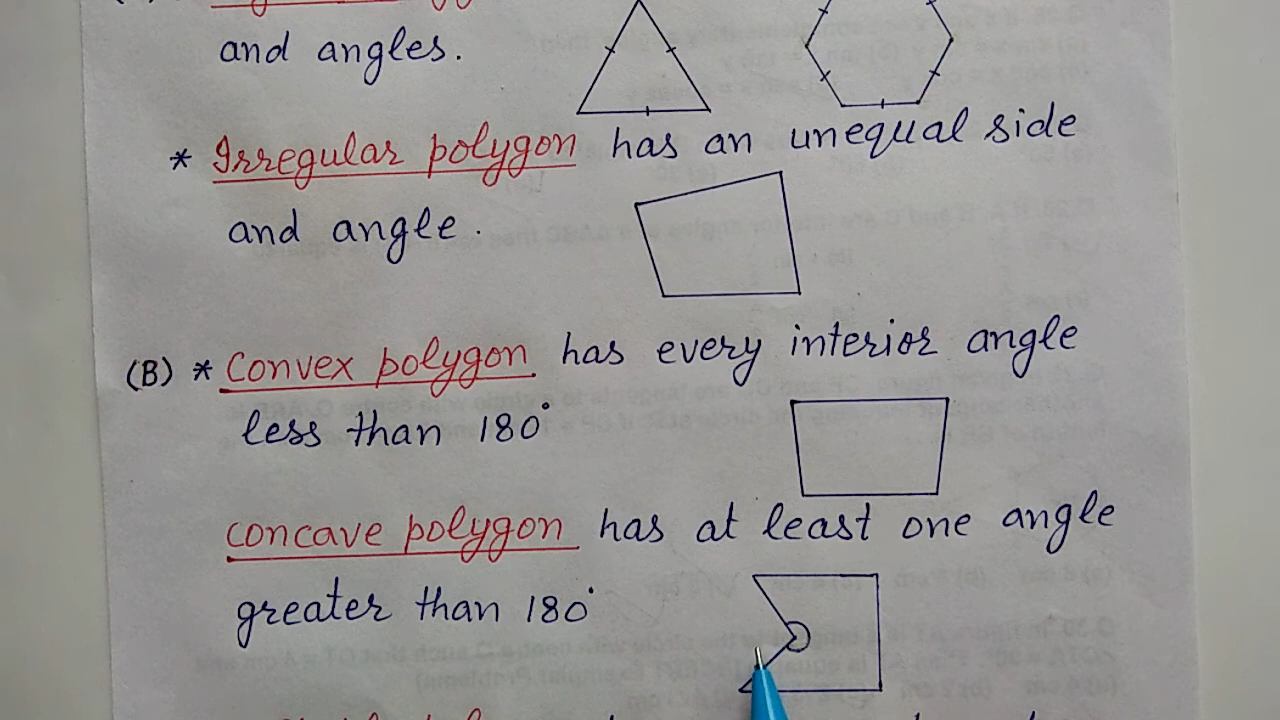 and angles.
* Irregular polygon has an unequal side
and angle.
(B) * Convex polygon has every interior angle
less than 180°
concave polygon has at least one angle
greater than 180°